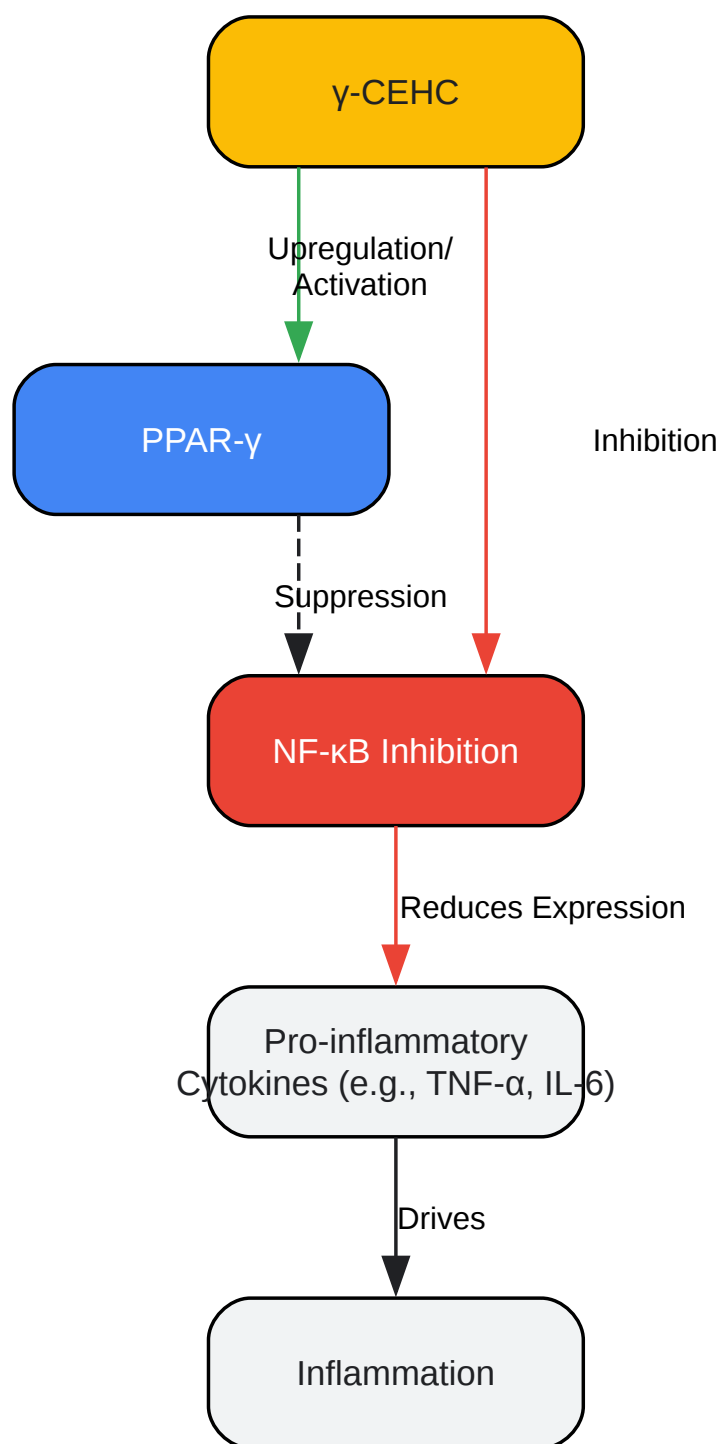 γ-CEHC
Upregulation/
Activation
PPAR-γ
Inhibition
Suppression
NF-κB Inhibition
Reduces Expression
Pro-inflammatory
Cytokines (e.g., TNF-α, IL-6)
Drives
Inflammation